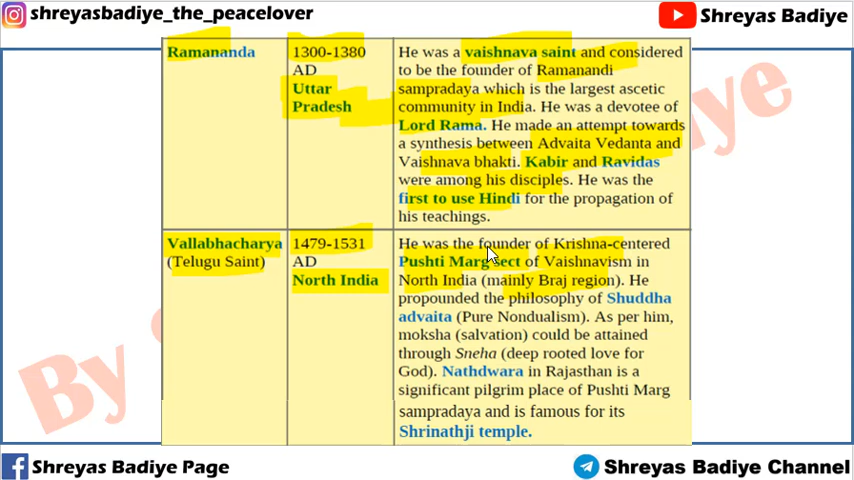 shreyasbadiye_the_peacelover
Shreyas Badiye
Ramananda
1300-1380
AD
Uttar
Pradesh
He was a vaishnava saint and considered
to be the founder of Ramanandi
sampradaya which is the largest ascetic
community in India. He was a devotee of
Lord Rama. He made an attempt towards
a synthesis between Advaita Vedanta and
Vaishnava bhakti. Kabir and Ravidas
were among his disciples. He was the
first to use Hindi for the propagation of
his teachings.
Vallabhacharya
(Telugu Saint)
1479-1531
AD
North India
He was the founder of Krishna-centered
Pushti Marg sect of Vaishnavism in
North India (mainly Braj region). He
propounded the philosophy of Shuddha
advaita (Pure Nondualism). As per him,
moksha (salvation) could be attained
through Sneha (deep rooted love for
God). Nathdwara in Rajasthan is a
significant pilgrim place of Pushti Marg
sampradaya and is famous for its
Shrinathji temple.
By
Shreyas Badiye Page
Shreyas Badiye Channel